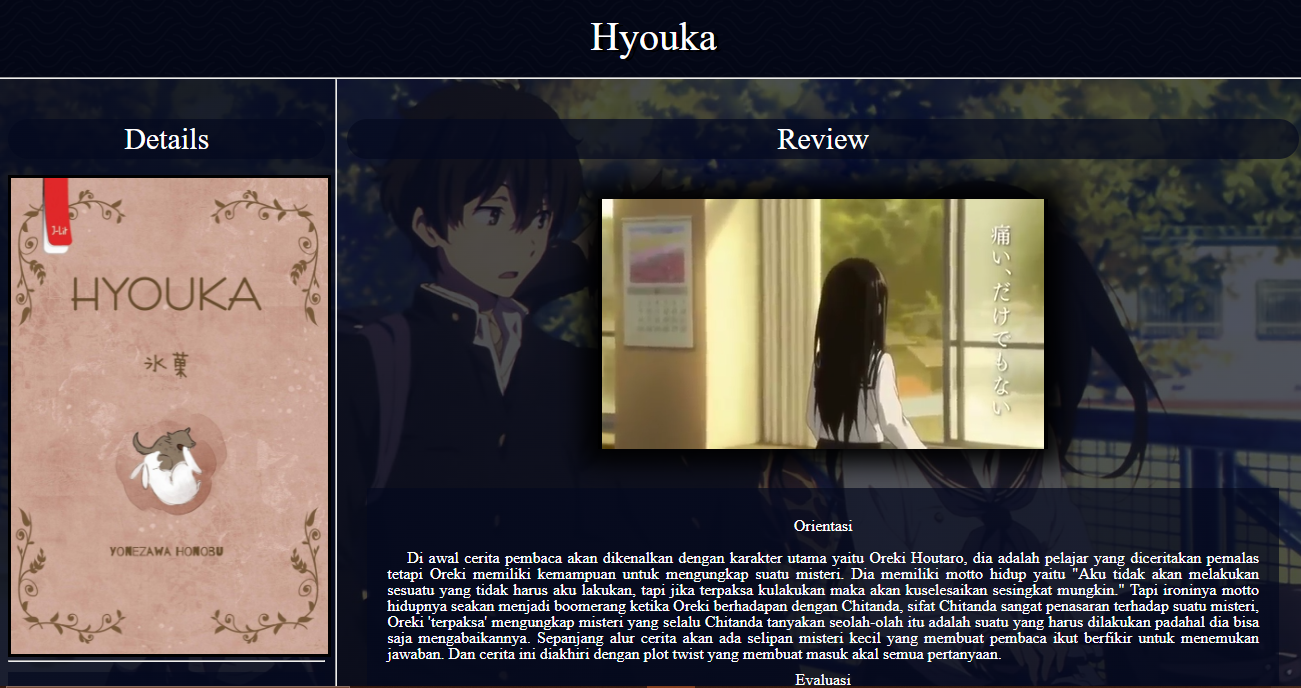 Hyouka
Details
Review
J-Lit
HYOUKA
氷菓
YONEZAWA HONOBU
痛い、だけでもない
Orientasi
Di awal cerita pembaca akan dikenalkan dengan karakter utama yaitu Oreki Houtaro, dia adalah pelajar yang diceritakan pemalas
tetapi Oreki memiliki kemampuan untuk mengungkap suatu misteri. Dia memiliki motto hidup yaitu "Aku tidak akan melakukan
sesuatu yang tidak harus aku lakukan, tapi jika terpaksa kulakukan maka akan kuselesaikan sesingkat mungkin." Tapi ironinya motto
hidupnya seakan menjadi boomerang ketika Oreki berhadapan dengan Chitanda, sifat Chitanda sangat penasaran terhadap suatu misteri,
Oreki 'terpaksa' mengungkap misteri yang selalu Chitanda tanyakan seolah-olah itu adalah suatu yang harus dilakukan padahal dia bisa
saja mengabaikannya. Sepanjang alur cerita akan ada selipan misteri kecil yang membuat pembaca ikut berfikir untuk menemukan
jawaban. Dan cerita ini diakhiri dengan plot twist yang membuat masuk akal semua pertanyaan.
Evaluasi